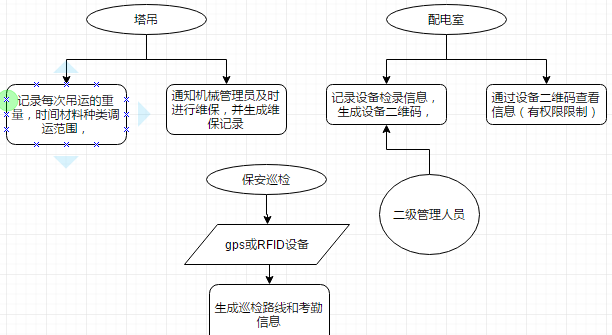 塔吊
配电室
记录每次吊运的重
量，时间材料种类调
运范围，
通知机械管理员及时
进行维保，并生成维
保记录
记录设备检录信息，
生成设备二维码，
通过设备二维码查看
信息（有权限限制）
保安巡检
二级管理人员
gps或RFID设备
生成巡检路线和考勤
信息